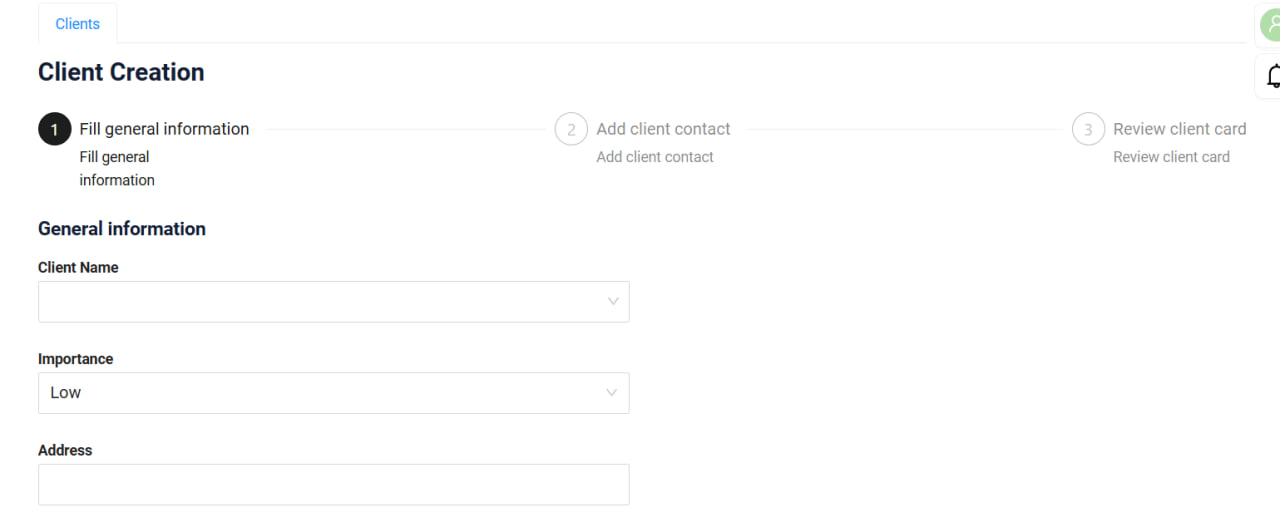 Clients
Client Creation
1 Fill general information
Fill general
information
2 Add client contact
Add client contact
3 Review client card
Review client card
General information
Client Name
Importance
Low
Address